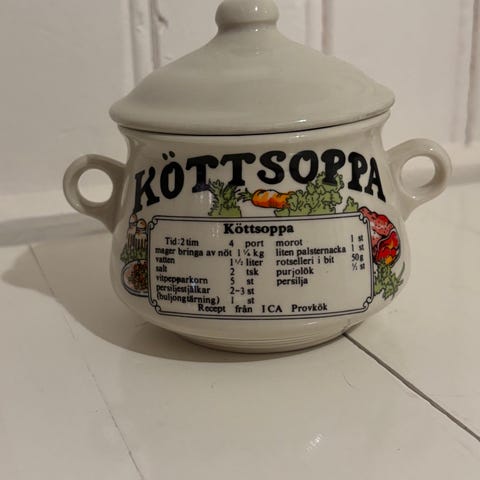 KÖTTSOPPA
Köttsoppa
Tid: 2 tim 4 port morot 1 st
mager bringa av nöt 1 ¼ kg liten palsternacka 1 st
vatten 1½ liter rotselleri i bit 50 g
salt 2 tsk purjolök ½ st
vitpepparkorn 5 st persilja
persiljestjälkar 2-3 st
(buljongtärning) 1 st
Recept från ICA Provkök